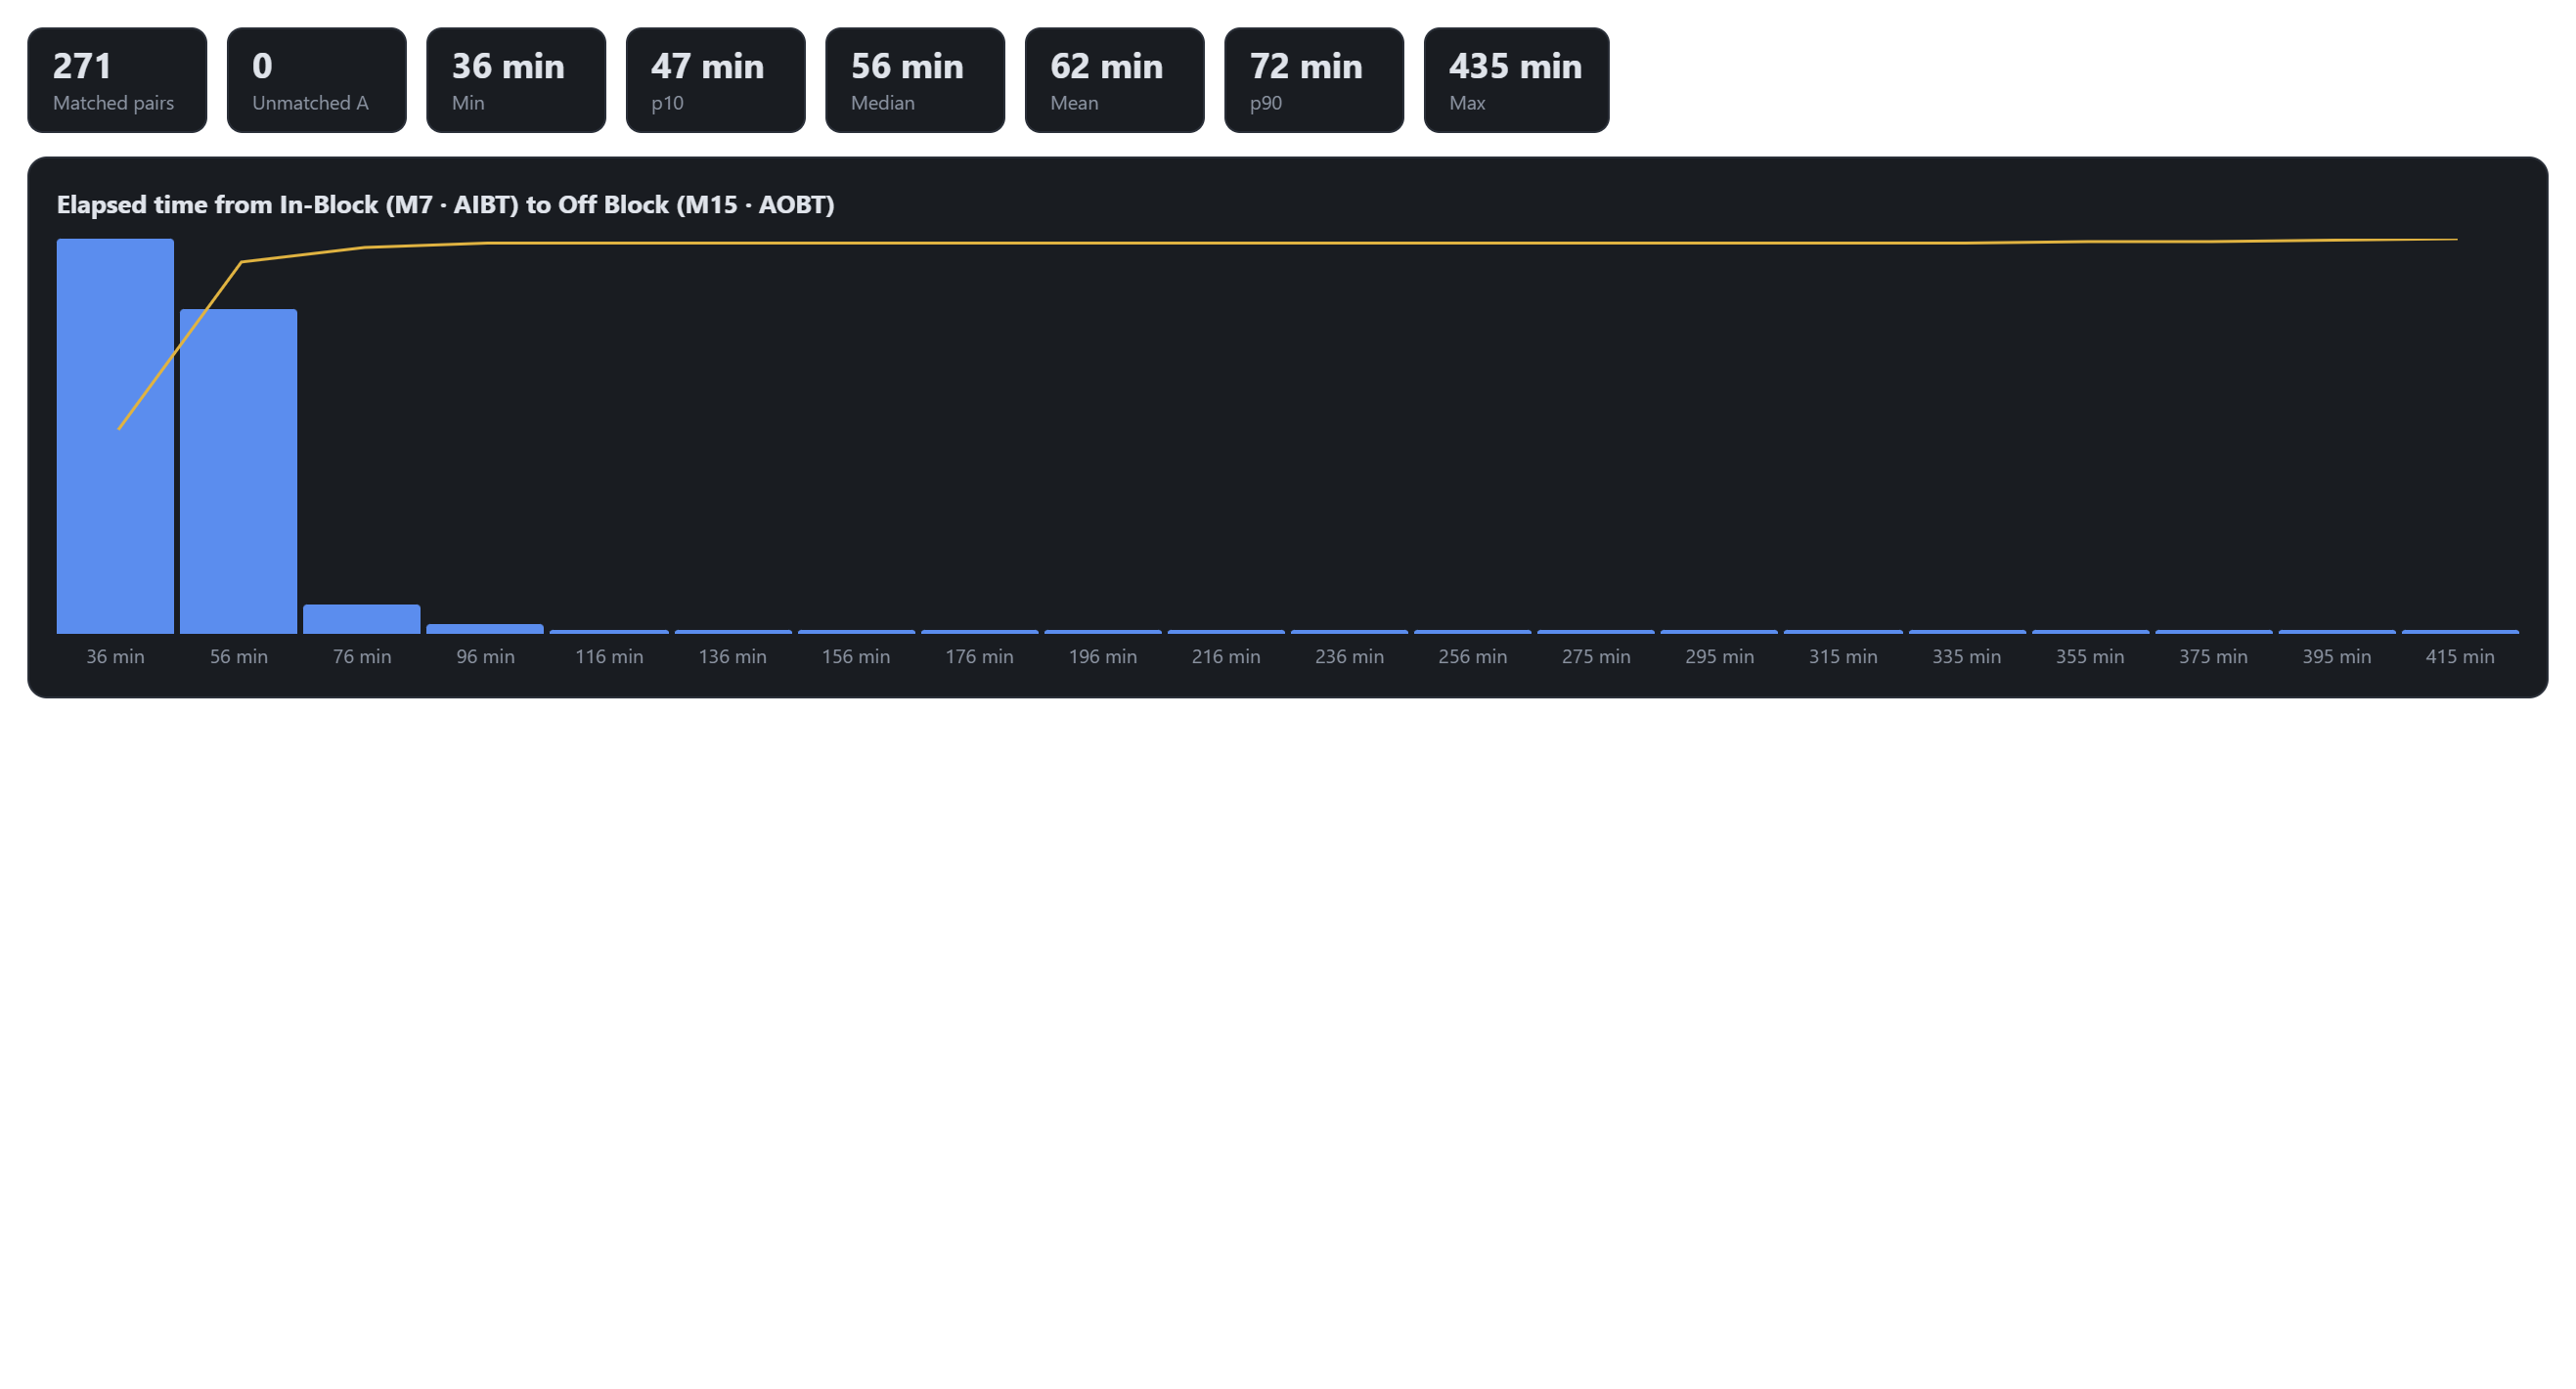 271
Matched pairs
0
Unmatched A
36 min
Min
47 min
p10
56 min
Median
62 min
Mean
72 min
p90
435 min
Max
Elapsed time from In-Block (M7 · AIBT) to Off Block (M15 · AOBT)
36 min 56 min 76 min 96 min 116 min 136 min 156 min 176 min 196 min 216 min 236 min 256 min 275 min 295 min 315 min 335 min 355 min 375 min 395 min 415 min